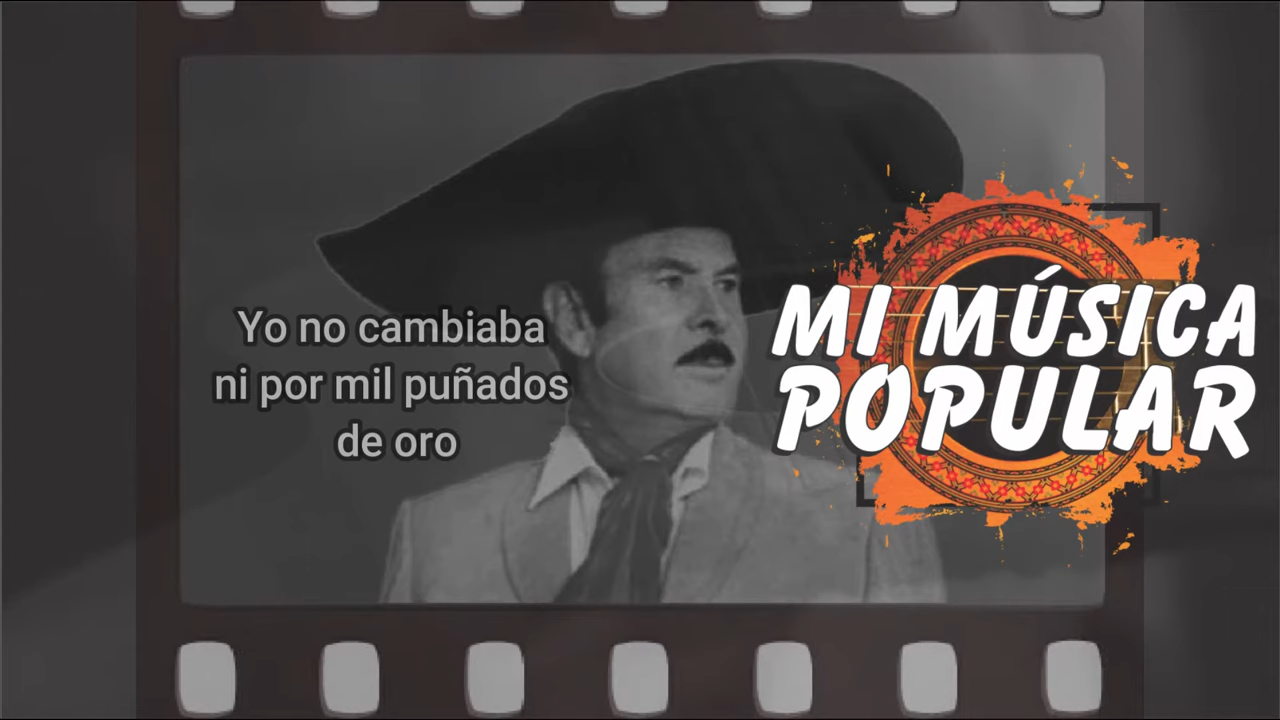 Yo no cambiaba
ni por mil puñados
de oro
MI MÚSICA
POPULAR